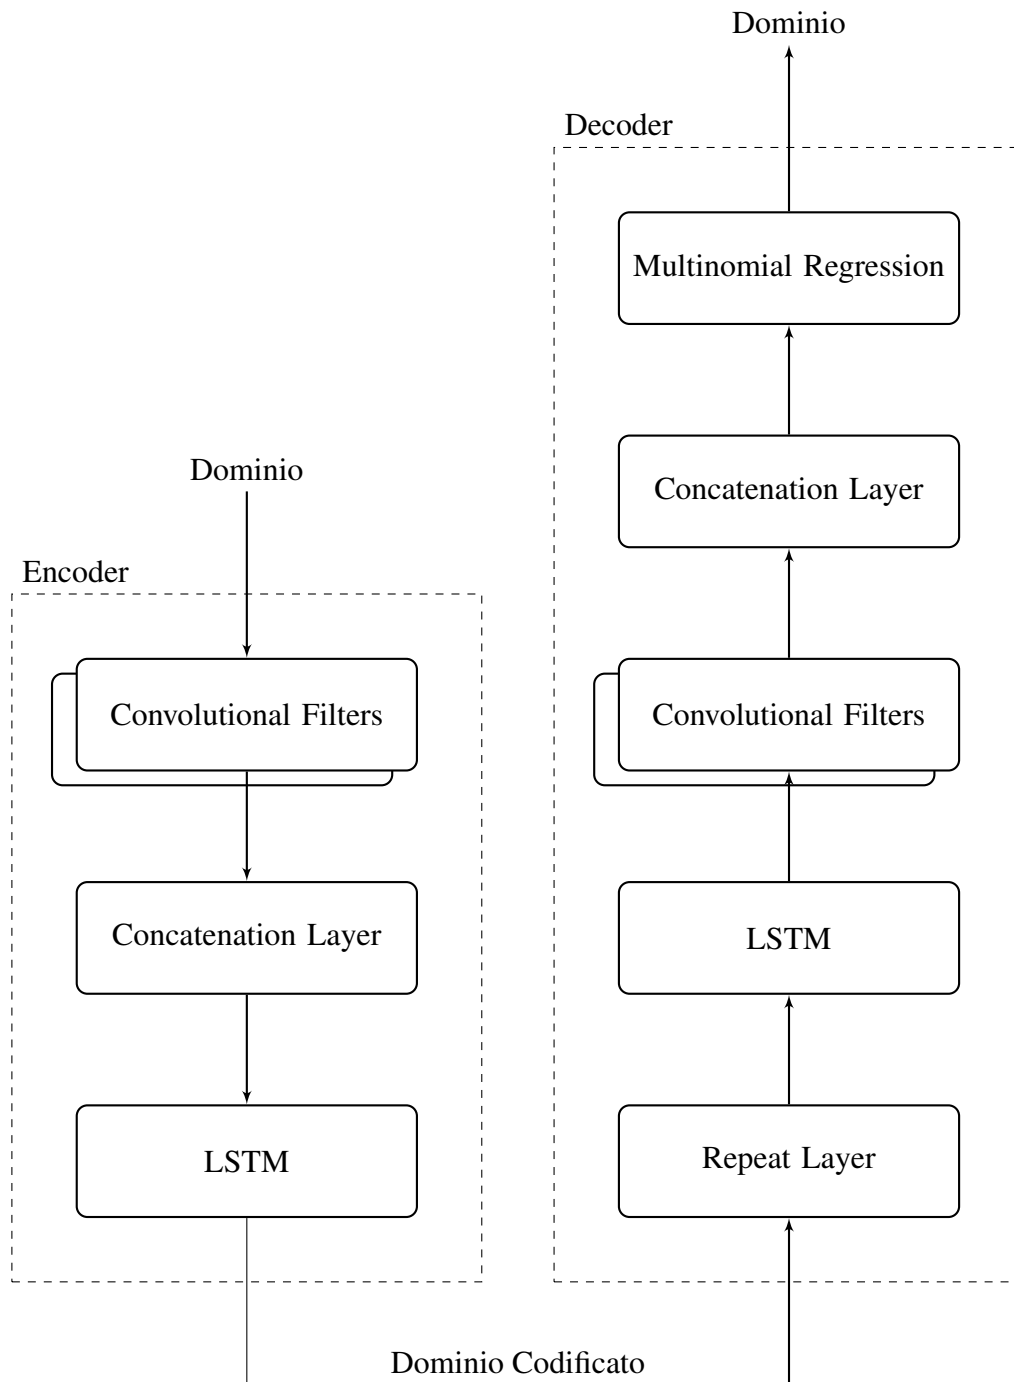 Dominio
Encoder
Convolutional Filters
Concatenation Layer
LSTM
Dominio Codificato
Repeat Layer
LSTM
Convolutional Filters
Concatenation Layer
Multinomial Regression
Decoder
Dominio